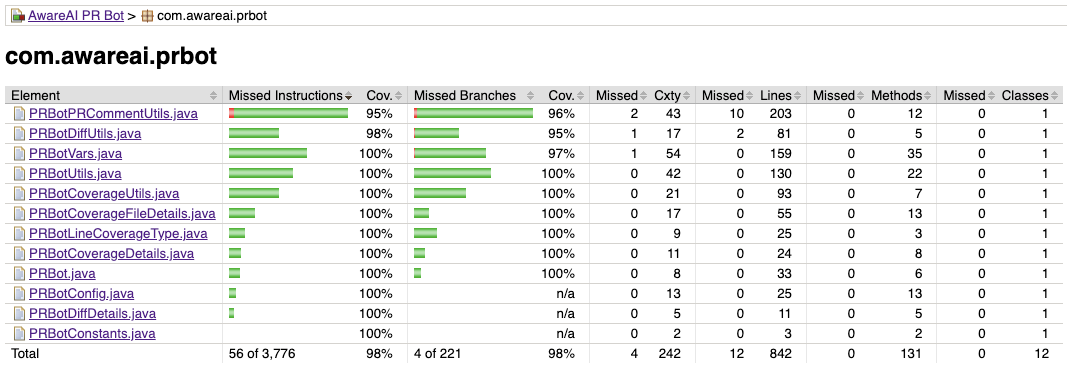 AwareAI PR Bot > com.awareai.prbot
com.awareai.prbot
Element Missed Instructions Cov. Missed Branches Cov. Missed Cxty Missed Lines Missed Methods Missed Classes
PRBotPRCommentUtils.java 95% 96% 2 43 10 203 0 12 0 1
PRBotDiffUtils.java 98% 95% 1 17 2 81 0 5 0 1
PRBotVars.java 100% 97% 1 54 0 159 0 35 0 1
PRBotUtils.java 100% 100% 0 42 0 130 0 22 0 1
PRBotCoverageUtils.java 100% 100% 0 21 0 93 0 7 0 1
PRBotCoverageFileDetails.java 100% 100% 0 17 0 55 0 13 0 1
PRBotLineCoverageType.java 100% 100% 0 9 0 25 0 3 0 1
PRBotCoverageDetails.java 100% 100% 0 11 0 24 0 8 0 1
PRBot.java 100% 100% 0 8 0 33 0 6 0 1
PRBotConfig.java 100% n/a 0 13 0 25 0 13 0 1
PRBotDiffDetails.java 100% n/a 0 5 0 11 0 5 0 1
PRBotConstants.java 100% n/a 0 2 0 3 0 2 0 1
Total 56 of 3,776 98% 4 of 221 98% 4 242 12 842 0 131 0 12